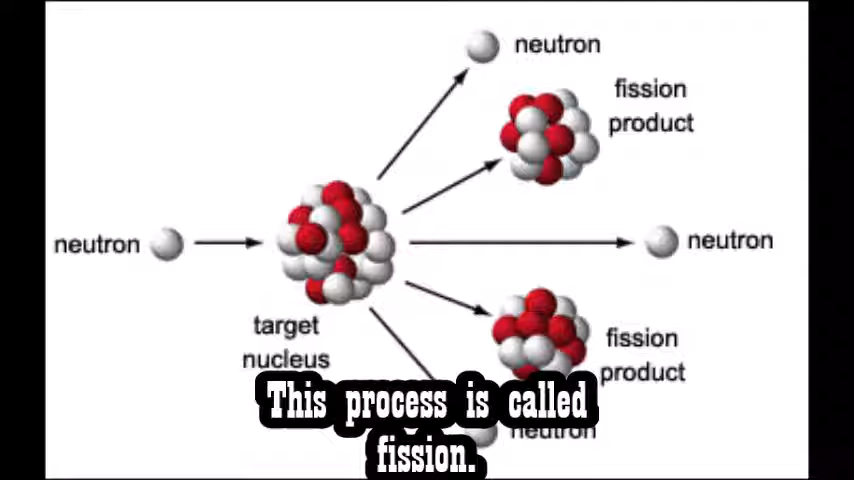 neutron
fission
product
neutron
neutron
target
nucleus
fission
product
neutron
This process is called
fission.